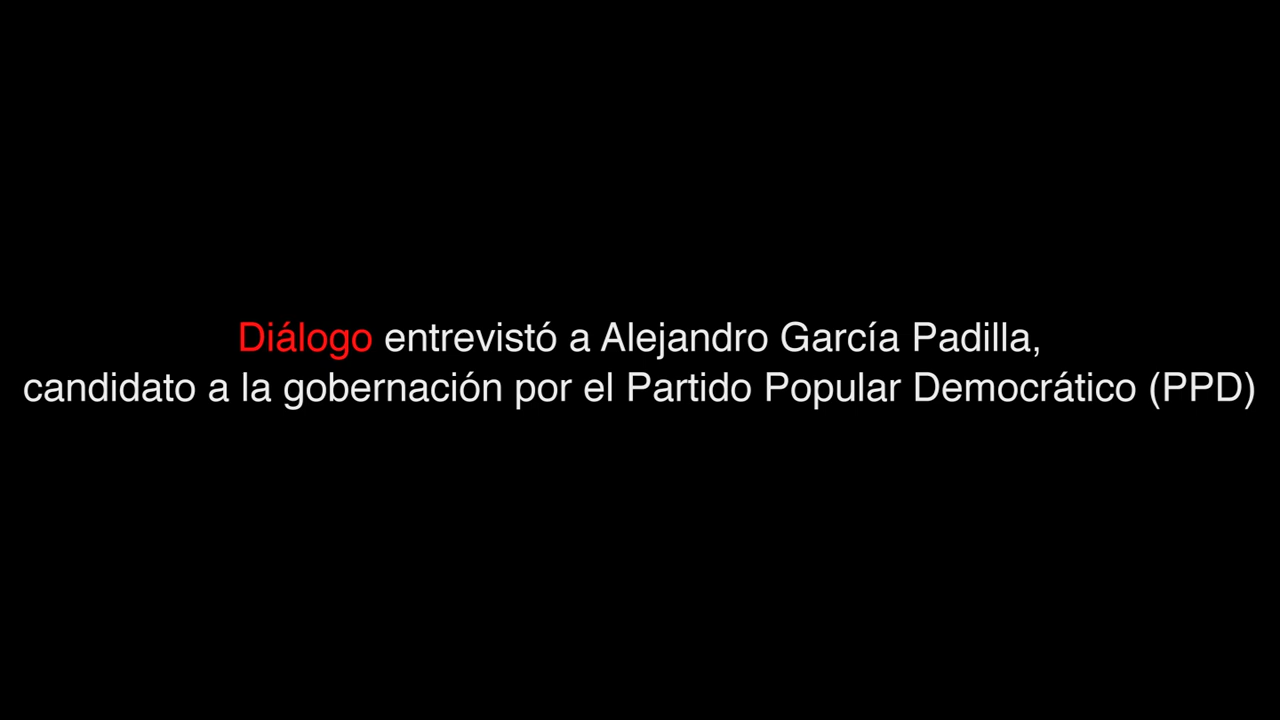 Diálogo entrevistó a Alejandro García Padilla,
candidato a la gobernación por el Partido Popular Democrático (PPD)